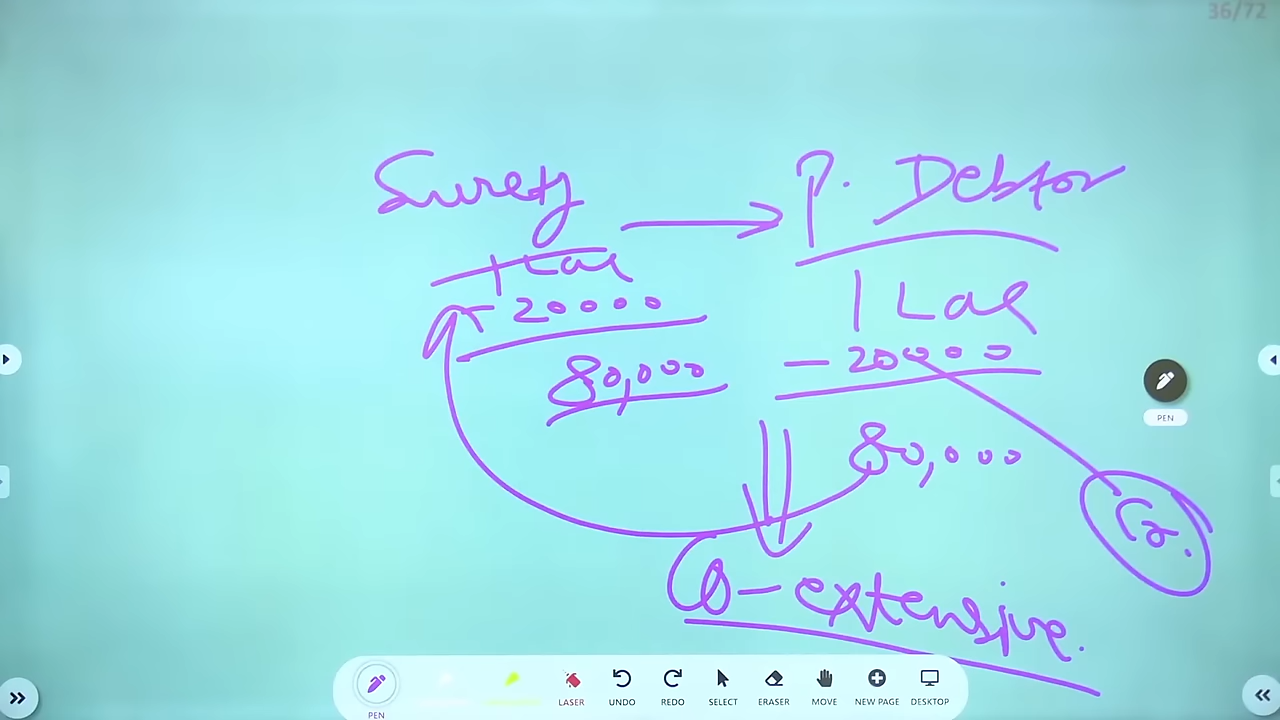 36/72
Surety → P. Debtor
1 Lac
1 Lac
- 20000
- 20000
80,000
80,000
Cr.
Co-extensive.
PEN
PEN
LASER
UNDO
REDO
SELECT
ERASER
MOVE
NEW PAGE
DESKTOP